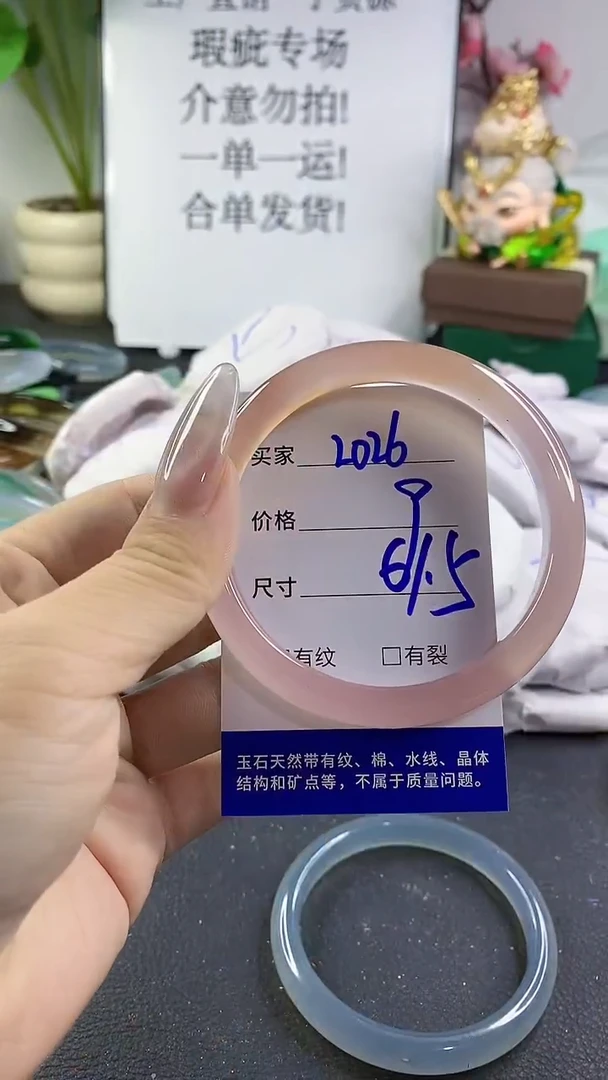 瑕疵专场
介意勿拍!
一单一运!
合单发货!
买家 2026
价格
尺寸 61.5
有纹 □有裂
玉石天然带有纹、棉、水线、晶体
结构和矿点等，不属于质量问题。